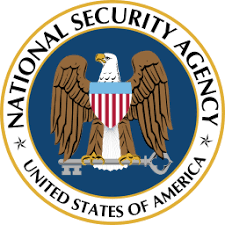 NATIONAL SECURITY AGENCY
UNITED STATES OF AMERICA